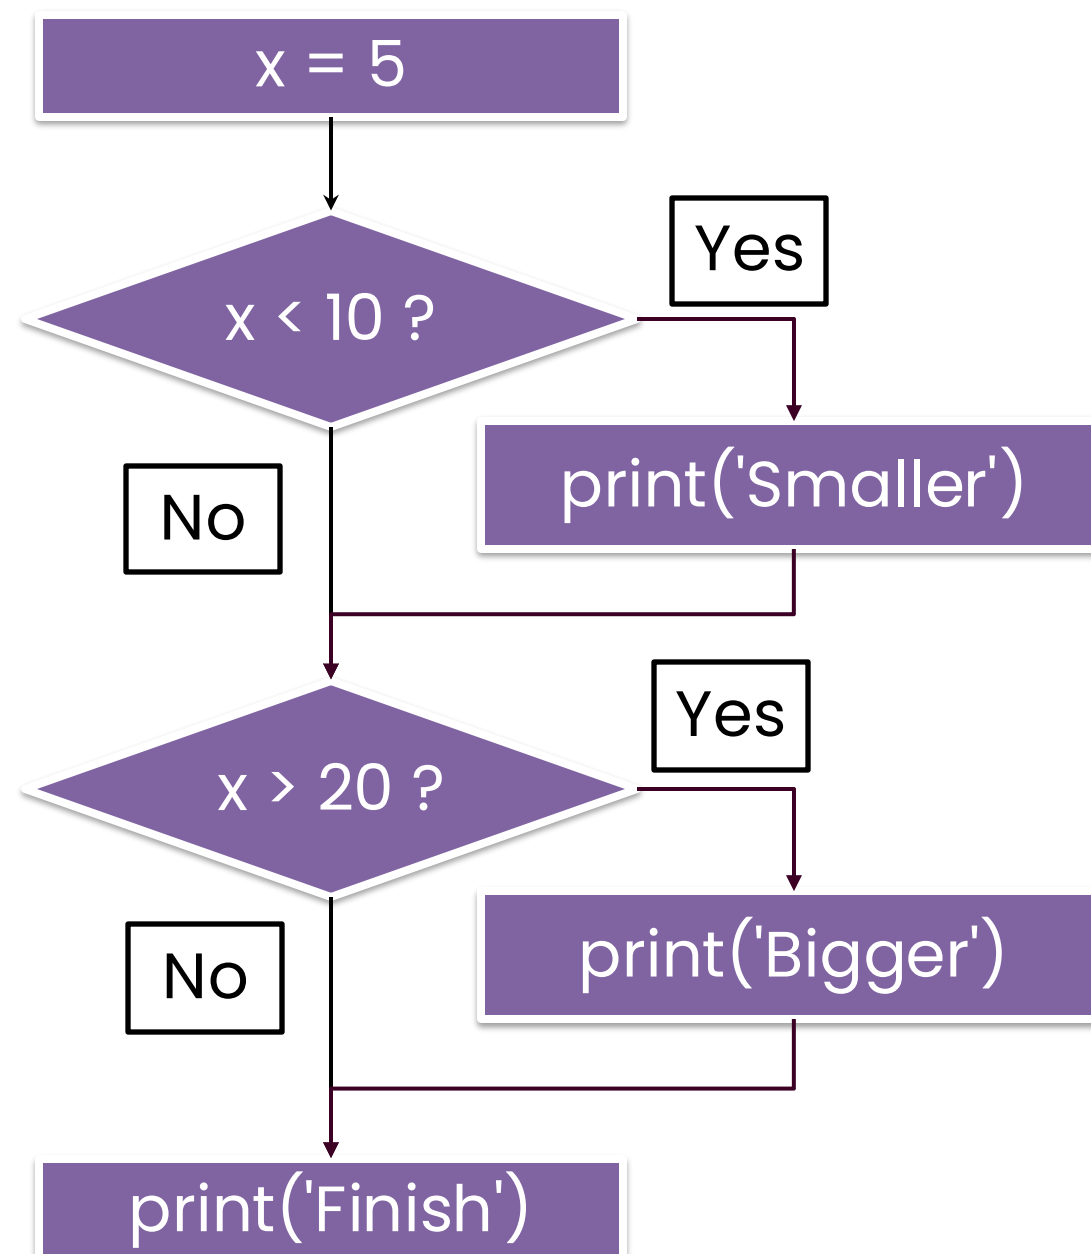 x = 5
Yes
x < 10 ?
print('Smaller')
No
Yes
x > 20 ?
print('Bigger')
No
print('Finish')